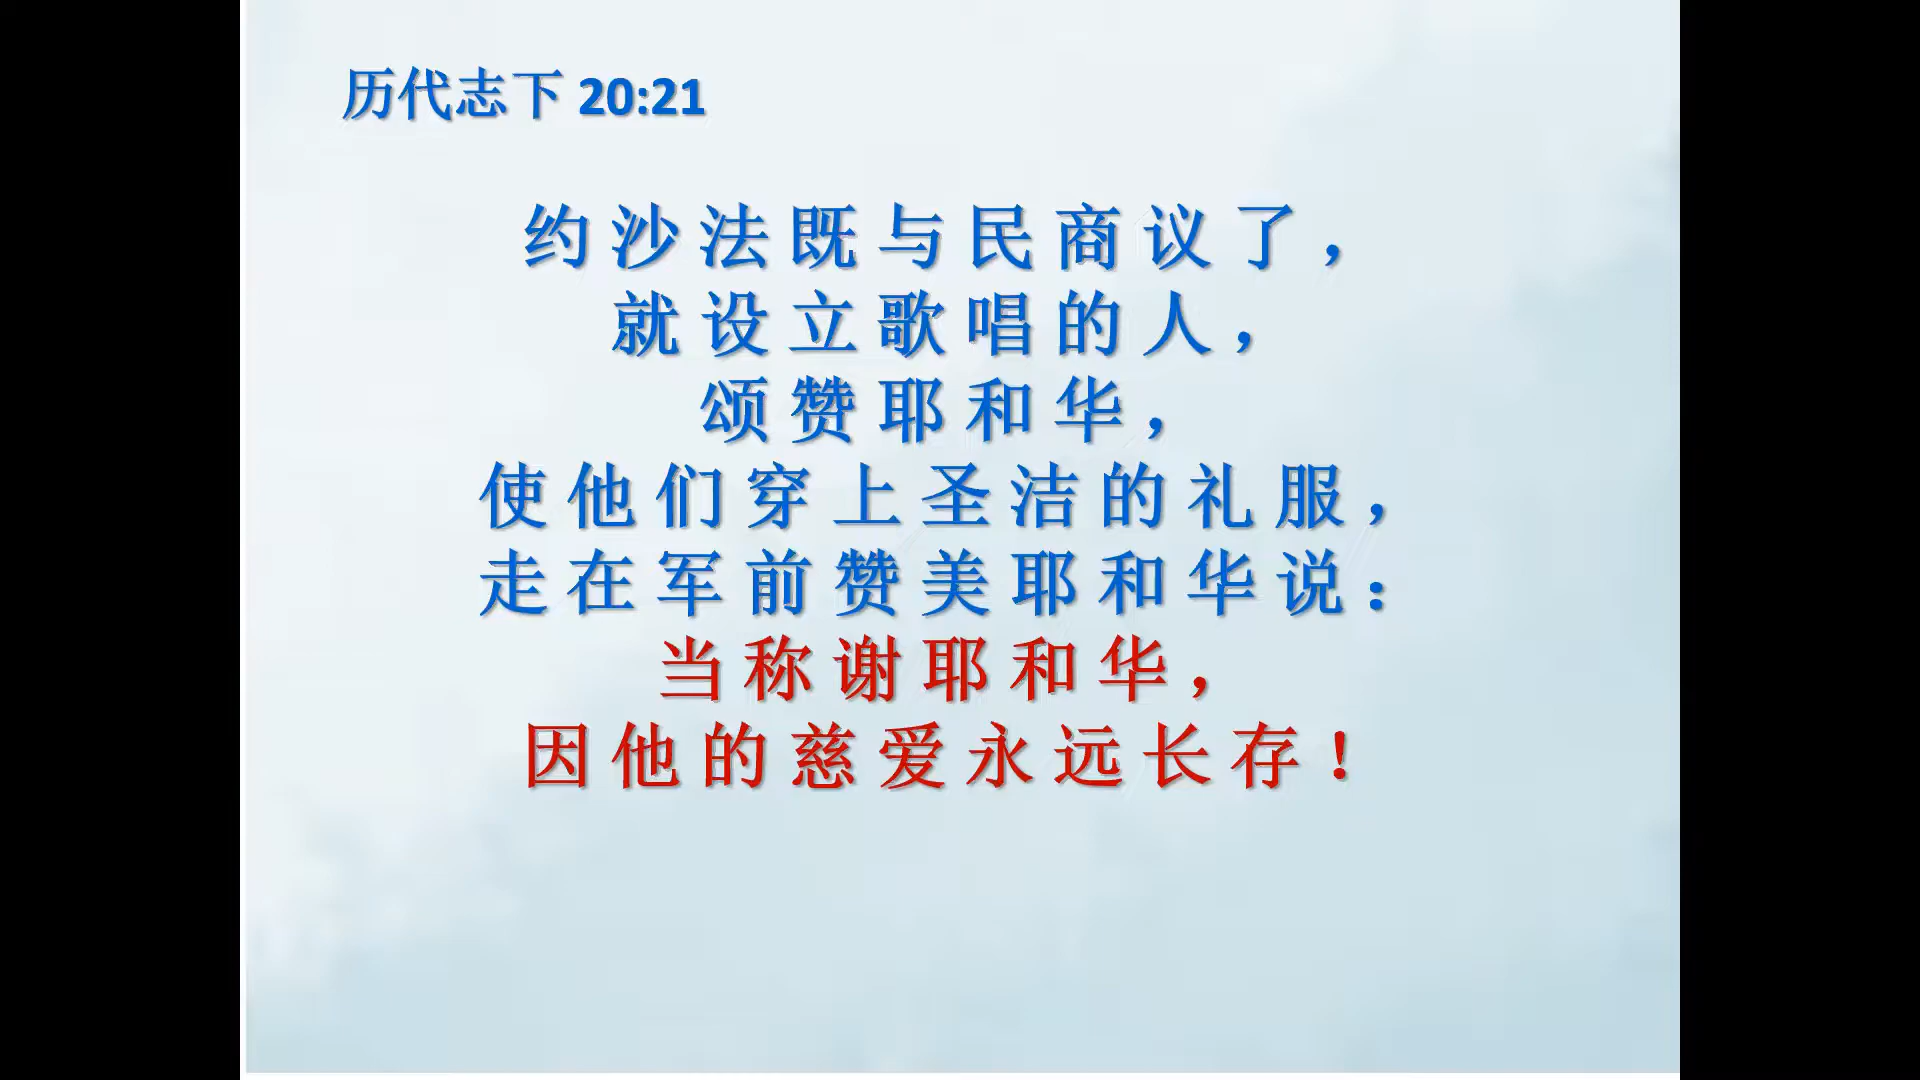 历代志下 20:21
约沙法既与民商议了，
就设立歌唱的人，
颂赞耶和华，
使他们穿上圣洁的礼服，
走在军前赞美耶和华说：
当称谢耶和华，
因他的慈爱永远长存！